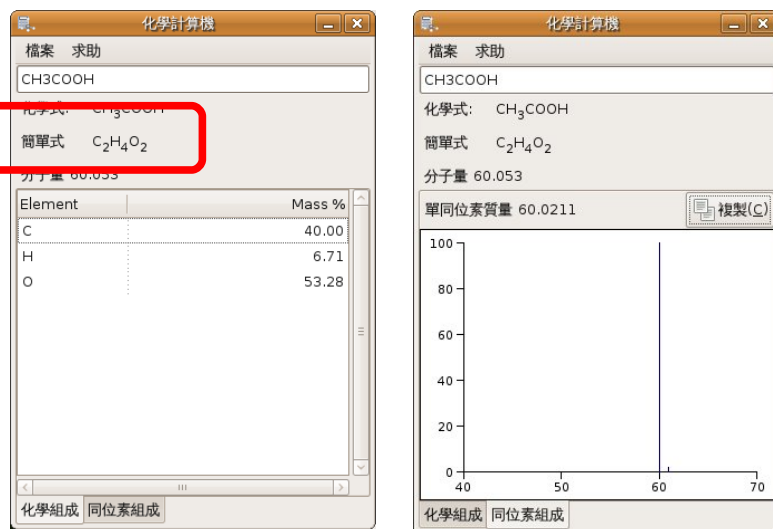 化學計算機
檔案 求助
CH3COOH
化學式: CH₃COOH
簡單式 C₂H₄O₂
分子量 60.053
Element Mass %
C 40.00
H 6.71
O 53.28
化學組成 同位素組成
化學計算機
檔案 求助
CH3COOH
化學式: CH₃COOH
簡單式 C₂H₄O₂
分子量 60.053
單同位素質量 60.0211 複製(C)
100
80
60
40
20
0
40 50 60 70
化學組成 同位素組成